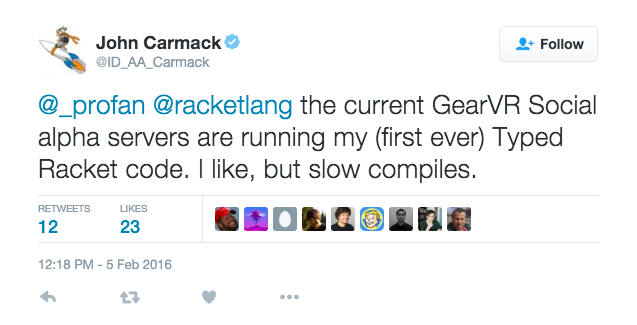 John Carmack
@ID_AA_Carmack
Follow
@_profan @racketlang the current GearVR Social
alpha servers are running my (first ever) Typed
Racket code. I like, but slow compiles.
RETWEETS LIKES
12 23
12:18 PM - 5 Feb 2016